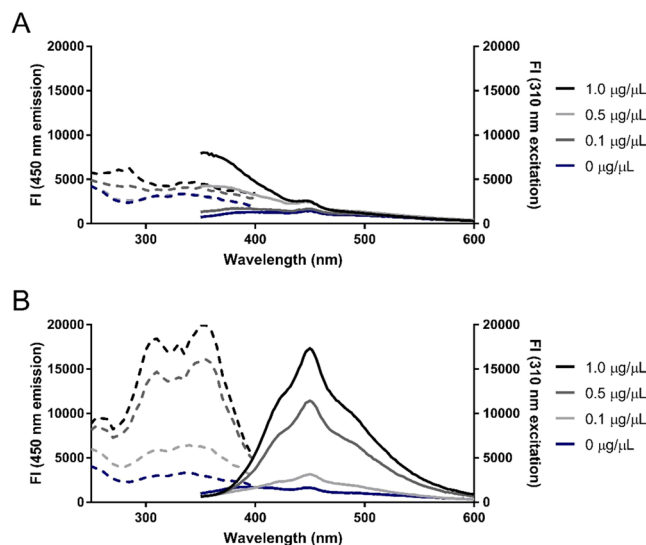 A
20000
15000
10000
5000
0
FI (450 nm emission)
300 400 500 600
Wavelength (nm)
20000
15000
10000
5000
0
FI (310 nm excitation)
1.0 µg/µL
0.5 µg/µL
0.1 µg/µL
0 µg/µL
B
20000
15000
10000
5000
0
FI (450 nm emission)
300 400 500 600
Wavelength (nm)
20000
15000
10000
5000
0
FI (310 nm excitation)
1.0 µg/µL
0.5 µg/µL
0.1 µg/µL
0 µg/µL